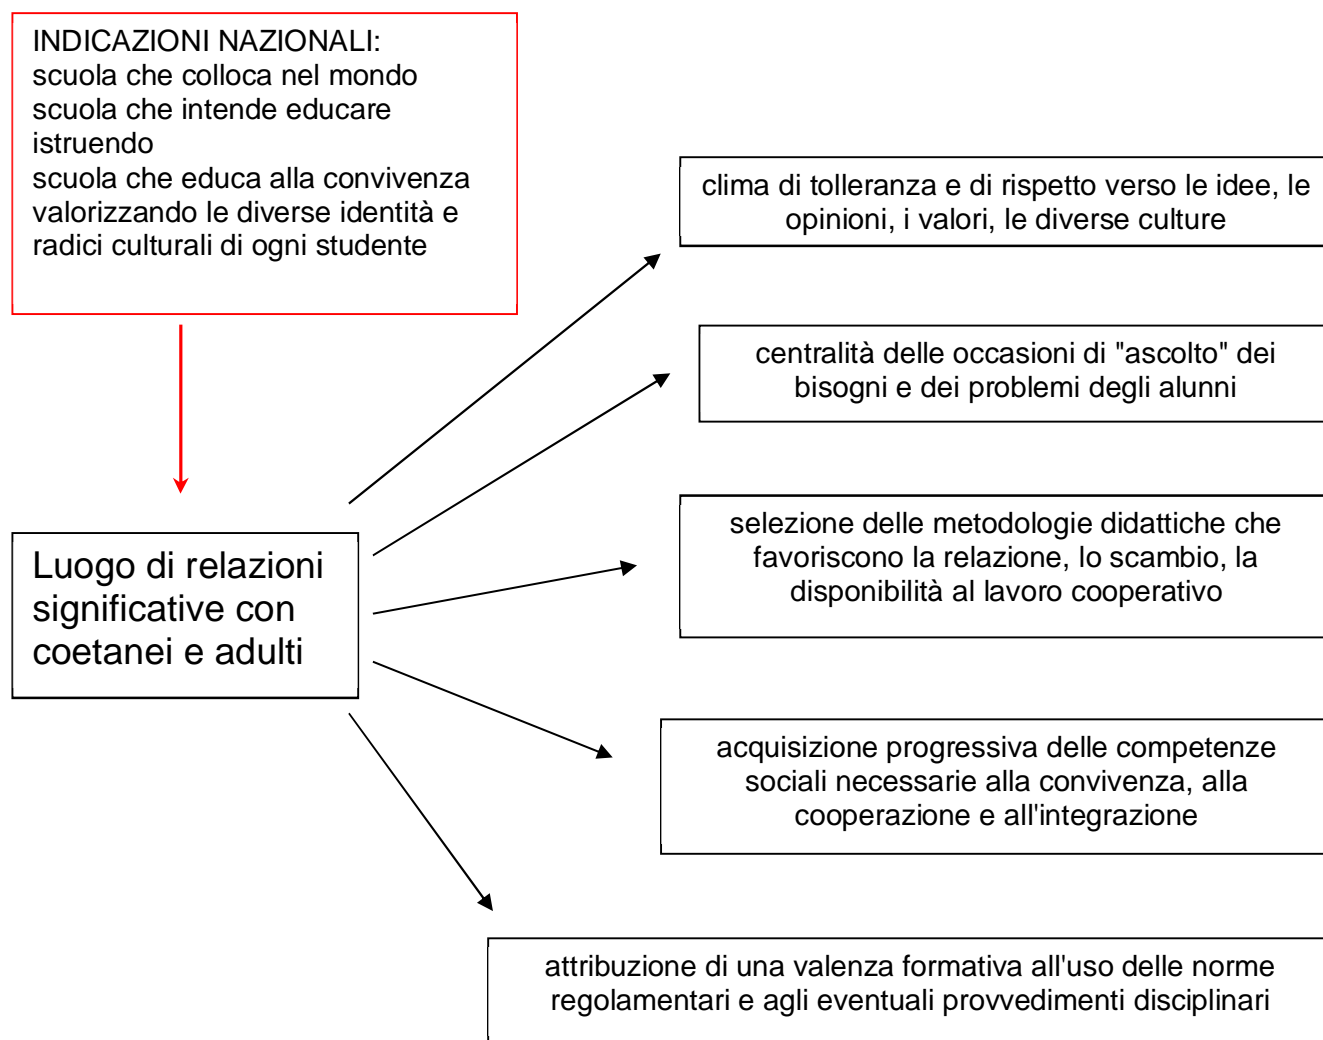 INDICAZIONI NAZIONALI:
scuola che colloca nel mondo
scuola che intende educare
istruendo
scuola che educa alla convivenza
valorizzando le diverse identità e
radici culturali di ogni studente
clima di tolleranza e di rispetto verso le idee, le
opinioni, i valori, le diverse culture
centralità delle occasioni di "ascolto" dei
bisogni e dei problemi degli alunni
selezione delle metodologie didattiche che
favoriscono la relazione, lo scambio, la
disponibilità al lavoro cooperativo
Luogo di relazioni
significative con
coetanei e adulti
acquisizione progressiva delle competenze
sociali necessarie alla convivenza, alla
cooperazione e all'integrazione
attribuzione di una valenza formativa all'uso delle norme
regolamentari e agli eventuali provvedimenti disciplinari